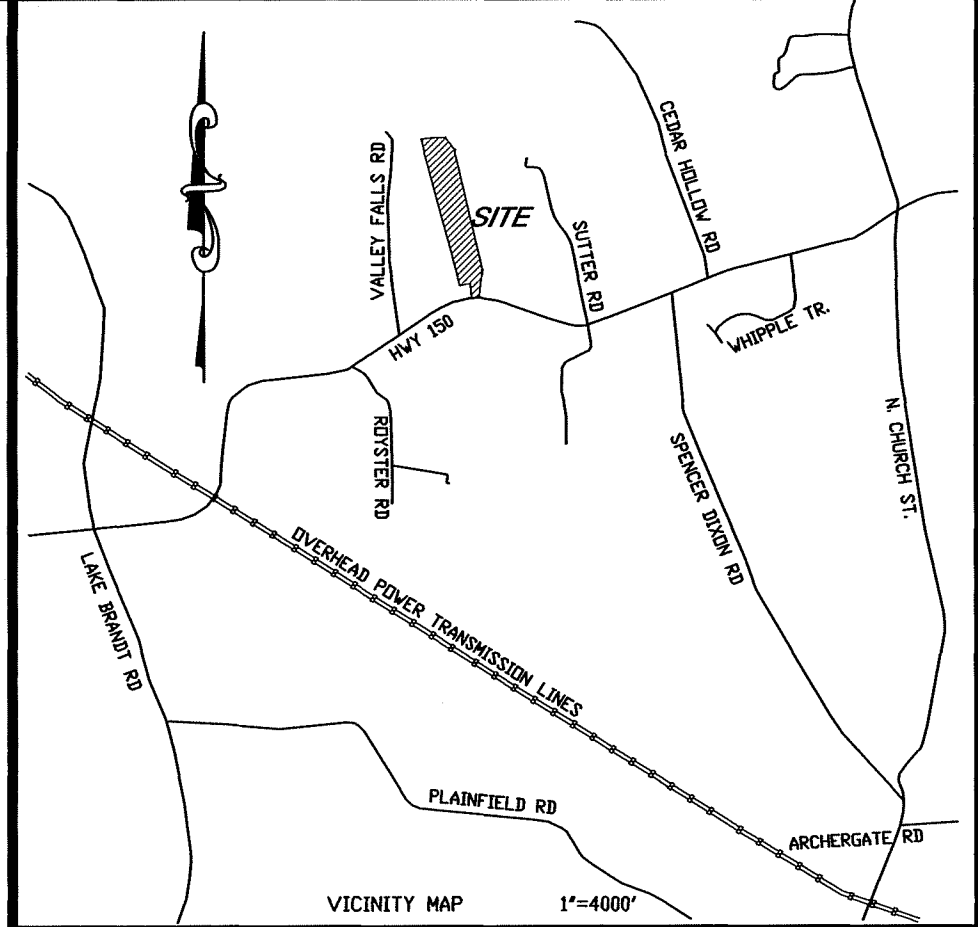 CEDAR HOLLOW RD
VALLEY FALLS RD
SITE
SUTTER RD
HWY 150
WHIPPLE TR.
ROYSTER RD
N. CHURCH ST.
SPENCER DIXON RD
OVERHEAD POWER TRANSMISSION LINES
LAKE BRANDT RD
PLAINFIELD RD
ARCHERGATE RD
VICINITY MAP 1"=4000'